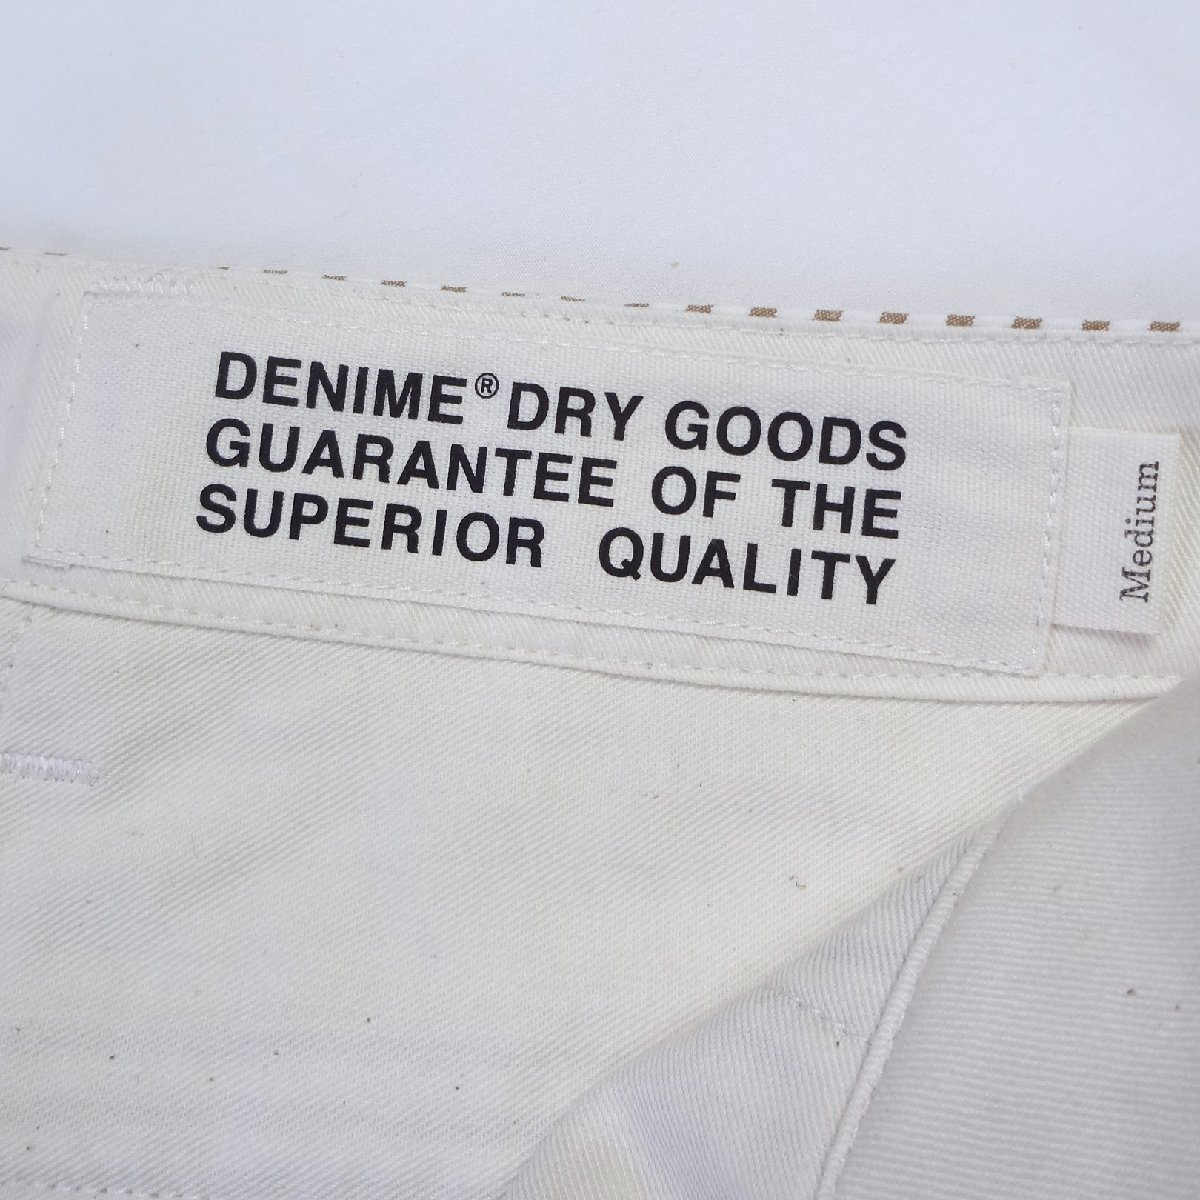 DENIME® DRY GOODS
GUARANTEE OF THE
SUPERIOR QUALITY
Medium